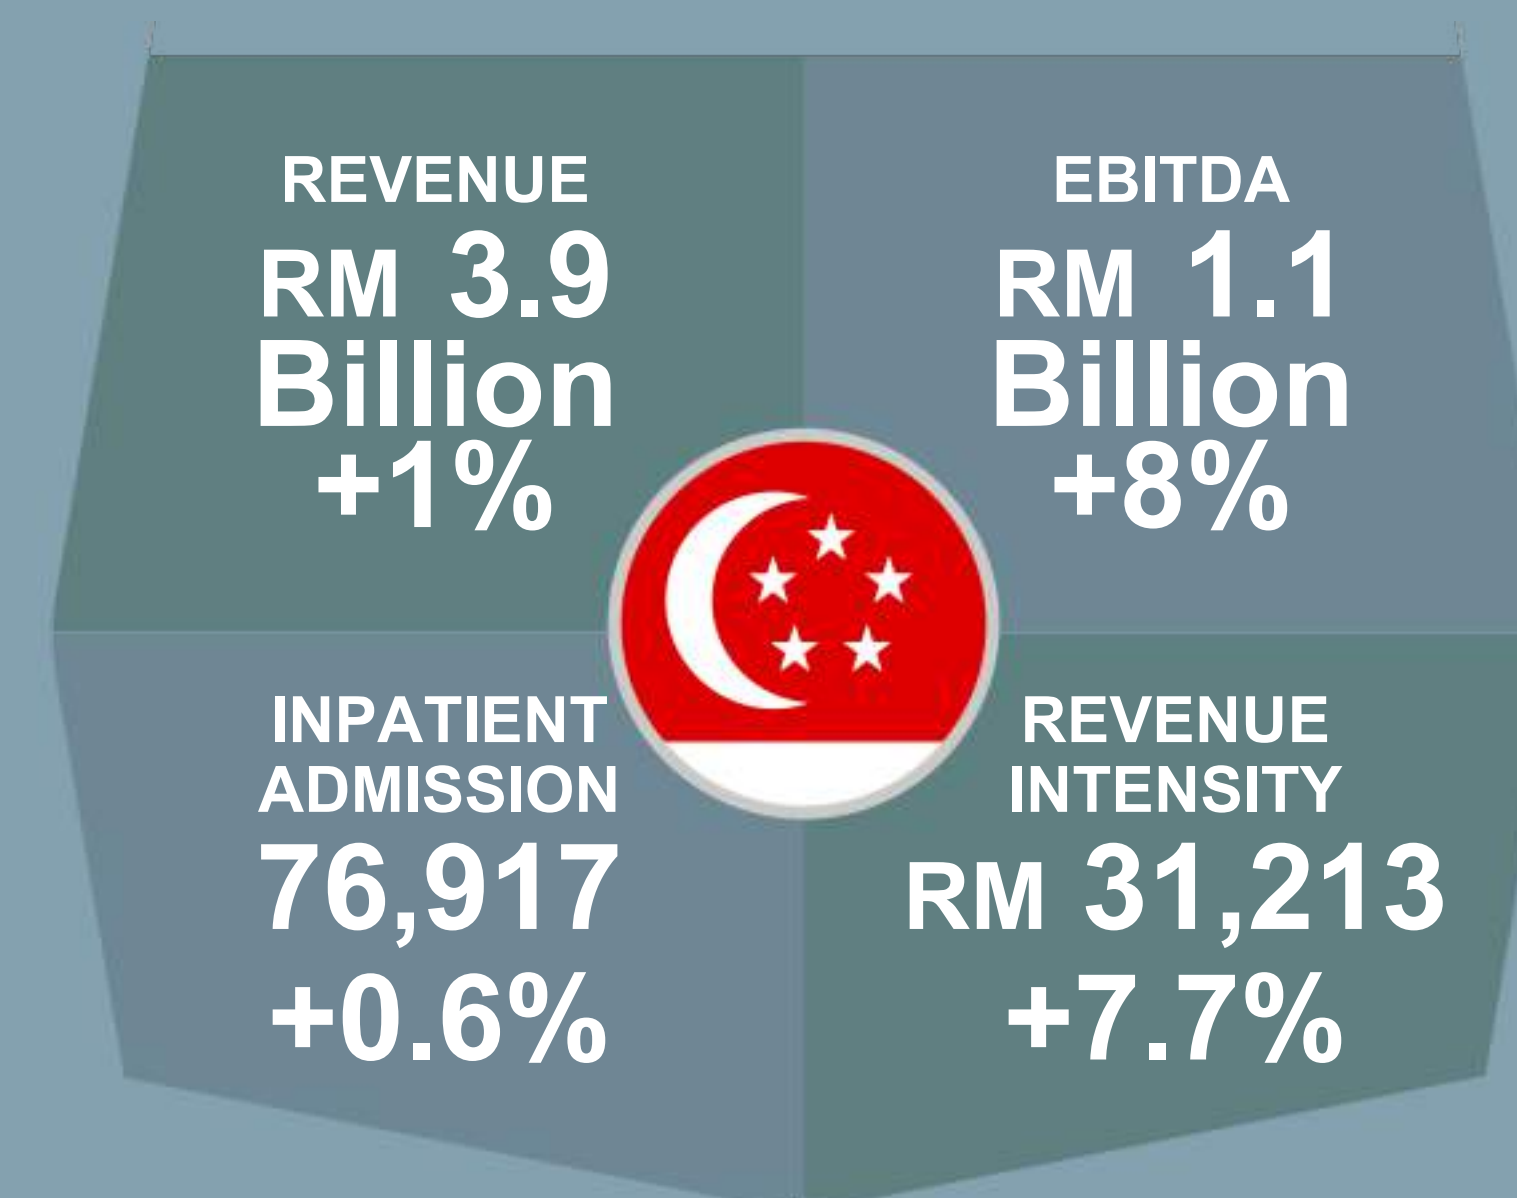 REVENUE
RM 3.9
Billion
+1%
EBITDA
RM 1.1
Billion
+8%
INPATIENT
ADMISSION
76,917
+0.6%
REVENUE
INTENSITY
RM 31,213
+7.7%